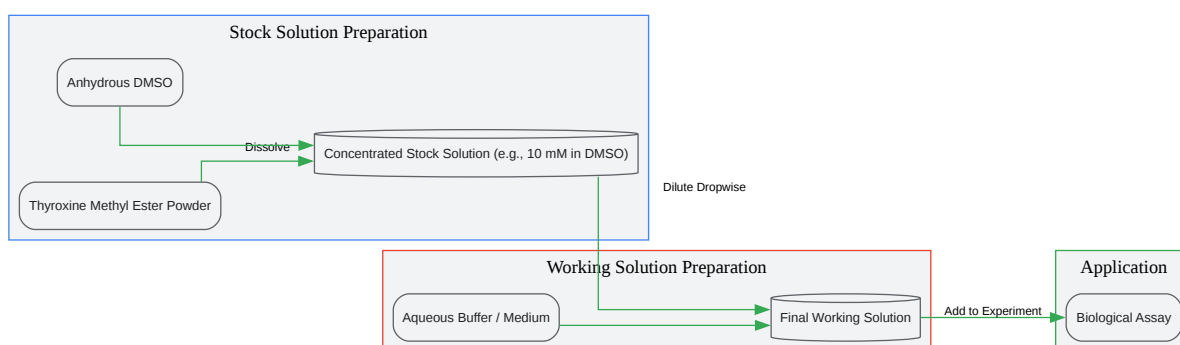 Stock Solution Preparation
Anhydrous DMSO
Dissolve
Concentrated Stock Solution (e.g., 10 mM in DMSO)
Thyroxine Methyl Ester Powder
Dilute Dropwise
Working Solution Preparation
Aqueous Buffer / Medium
Final Working Solution
Add to Experiment
Application
Biological Assay